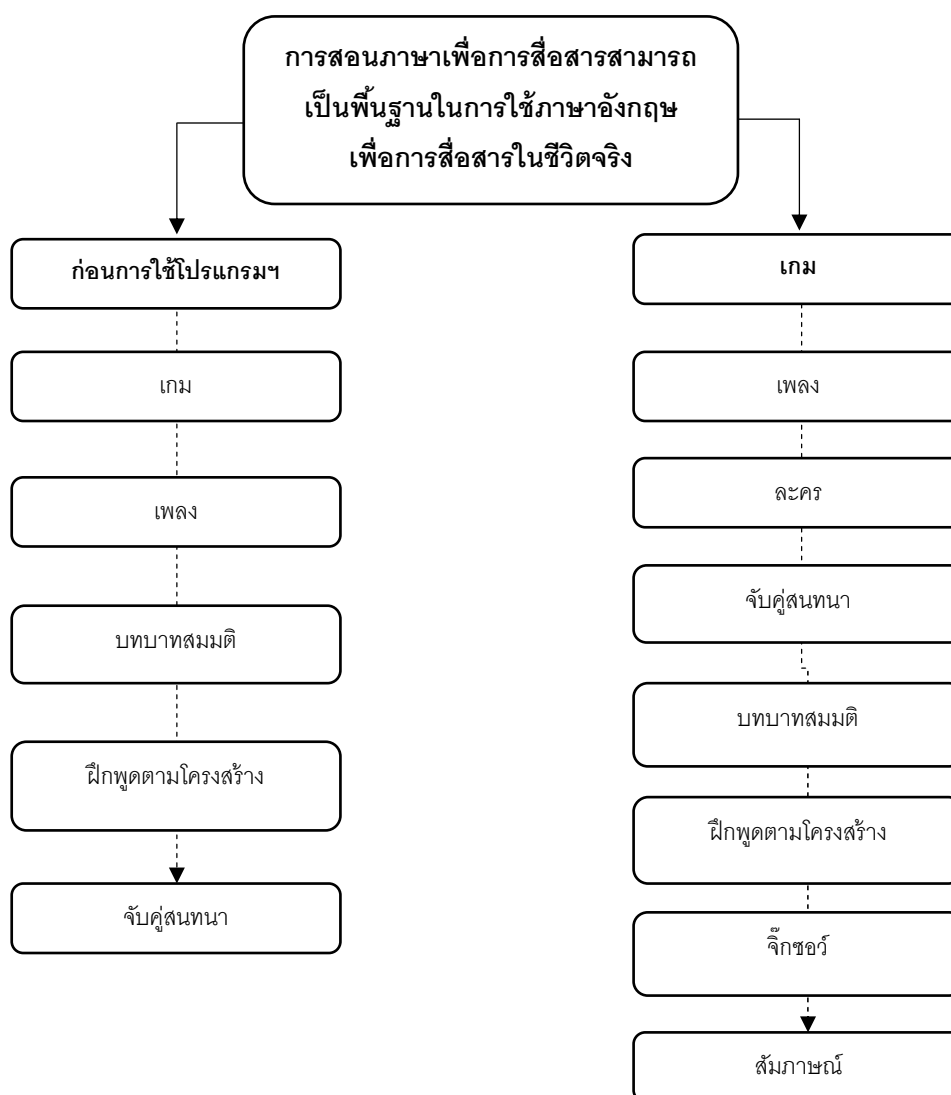 การสอนภาษาเพื่อการสื่อสารสามารถ
เป็นพื้นฐานในการใช้ภาษาอังกฤษ
เพื่อการสื่อสารในชีวิตจริง
ก่อนการใช้โปรแกรมฯ
เกม
เพลง
บทบาทสมมติ
ฝึกพูดตามโครงสร้าง
จับคู่สนทนา
เกม
เพลง
ละคร
จับคู่สนทนา
บทบาทสมมติ
ฝึกพูดตามโครงสร้าง
จิ๊กซอว์
สัมภาษณ์